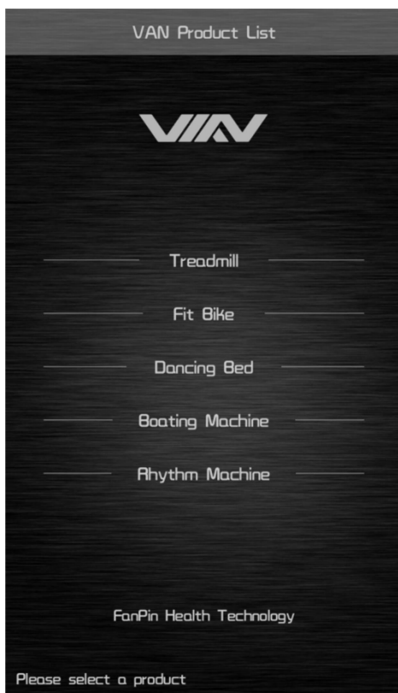 VAN Product List
VAN
Treadmill
Fit Bike
Dancing Bed
Boating Machine
Rhythm Machine
FanPin Health Technology
Please select a product